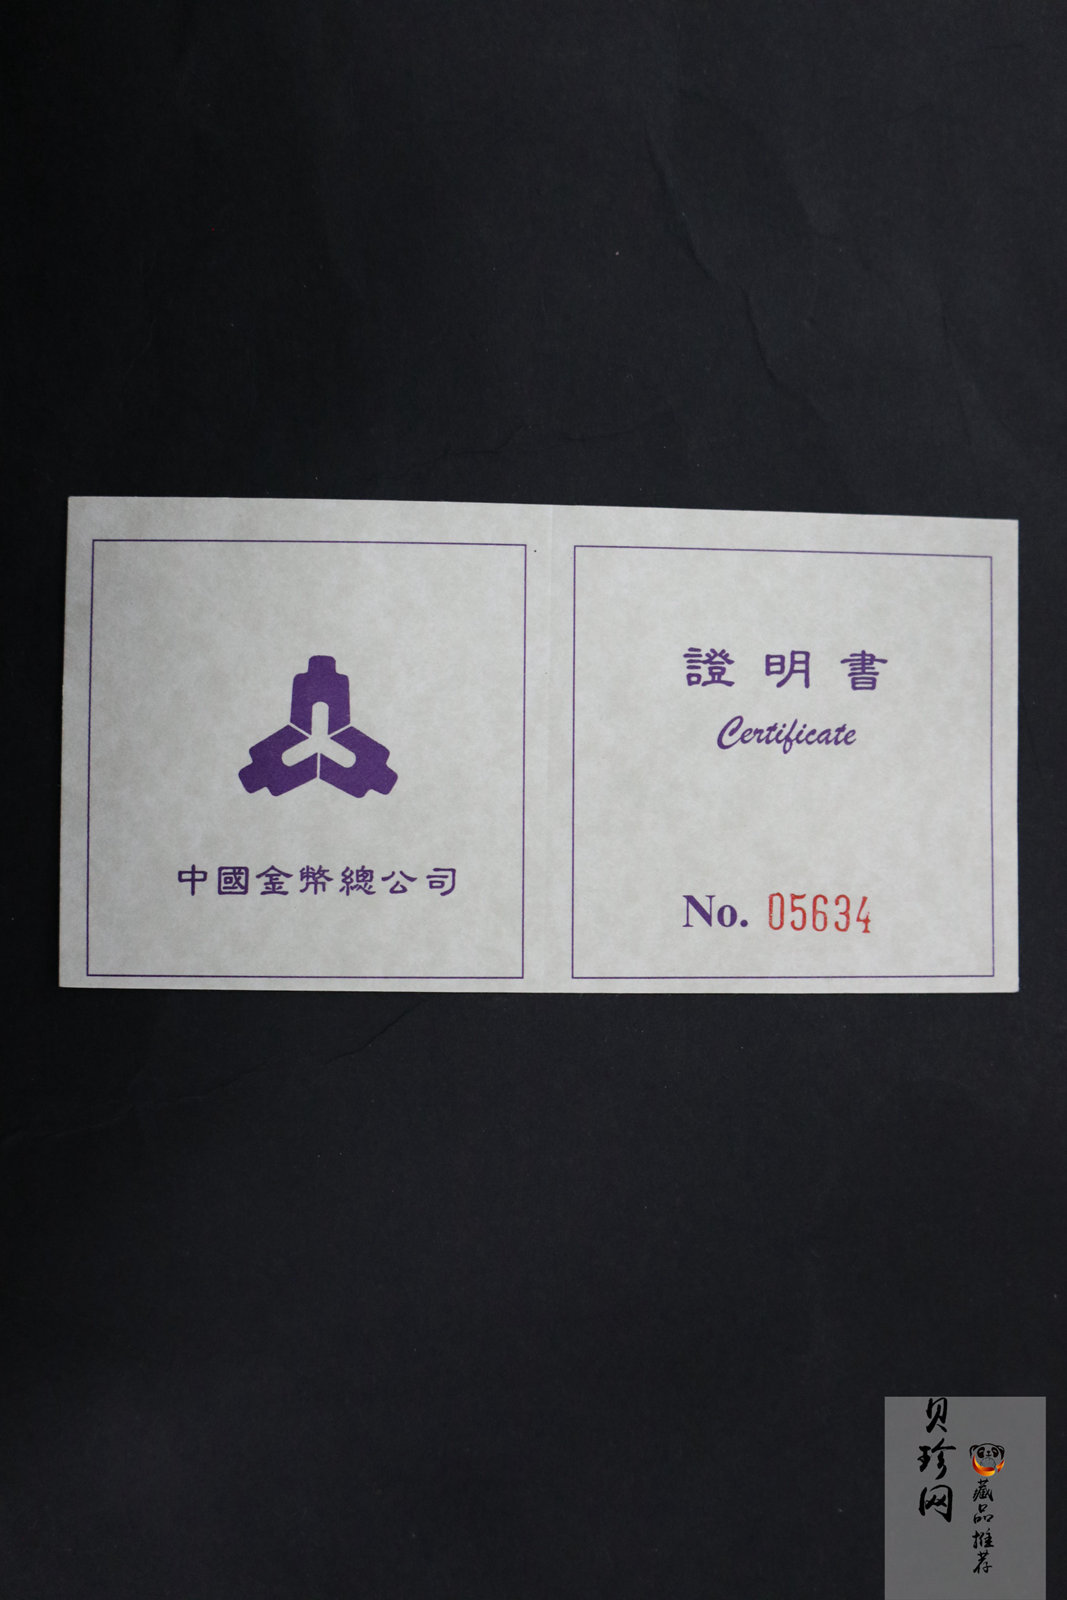 中國金幣總公司
證明書
Certificate
No. 05634
贝珍网
藏品推荐